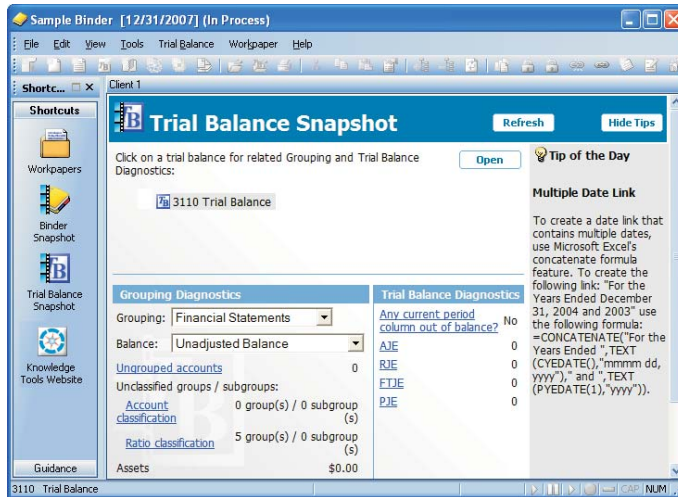 Sample Binder [12/31/2007] (In Process)
File Edit View Tools Trial Balance Workpaper Help
Shortc...
Client 1
Shortcuts
Workpapers
Binder
Snapshot
Trial Balance
Snapshot
Knowledge
Tools Website
Guidance
TB Trial Balance Snapshot
Refresh
Hide Tips
Click on a trial balance for related Grouping and Trial Balance
Diagnostics:
Open
3110 Trial Balance
Grouping Diagnostics
Grouping: Financial Statements
Balance: Unadjusted Balance
Ungrouped accounts 0
Unclassified groups / subgroups:
Account 0 group(s) / 0 subgroup
classification (s)
Ratio classification 5 group(s) / 0 subgroup
(s)
Assets $0.00
Trial Balance Diagnostics
Any current period
column out of balance? No
AJE 0
RJE 0
FTJE 0
PJE 0
Tip of the Day
Multiple Date Link
To create a date link that
contains multiple dates,
use Microsoft Excel's
concatenate formula
feature. To create the
following link: "For the
Years Ended December
31, 2004 and 2003" use
the following formula:
=CONCATENATE("For the
Years Ended ",TEXT
(CYEDATE(),"mmmm dd,
yyyy")," and ",TEXT
(PYEDATE(1),"yyyy")).
3110 Trial Balance
CAP NUM